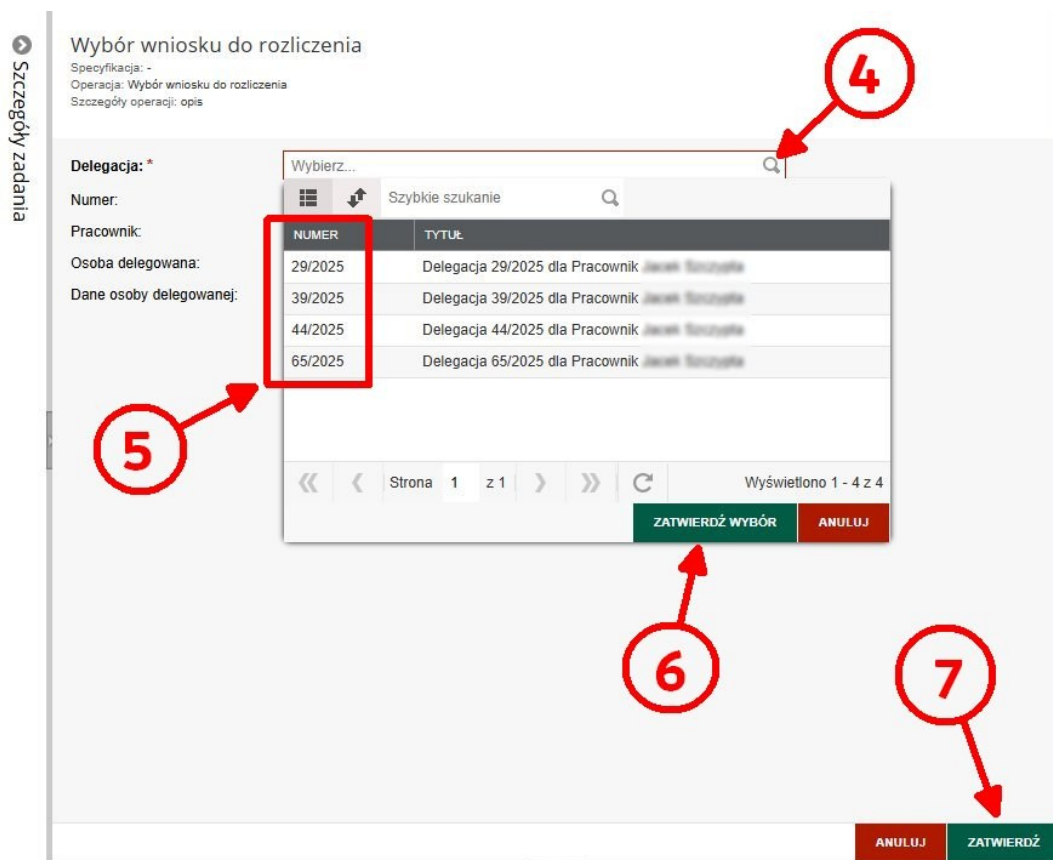 Szczegóły zadania
Wybór wniosku do rozliczenia
Specyfikacja: -
Operacja: Wybór wniosku do rozliczenia
Szczegóły operacji: opis
4
Delegacja: * Wybierz...
Numer:
Pracownik:
Osoba delegowana:
Dane osoby delegowanej:
Szybkie szukanie
NUMER TYTUŁ
29/2025 Delegacja 29/2025 dla Pracownik
39/2025 Delegacja 39/2025 dla Pracownik
44/2025 Delegacja 44/2025 dla Pracownik
65/2025 Delegacja 65/2025 dla Pracownik
5
Strona 1 z 1 Wyświetlono 1 - 4 z 4
ZATWIERDŹ WYBÓR ANULUJ
6
7
ANULUJ ZATWIERDŹ